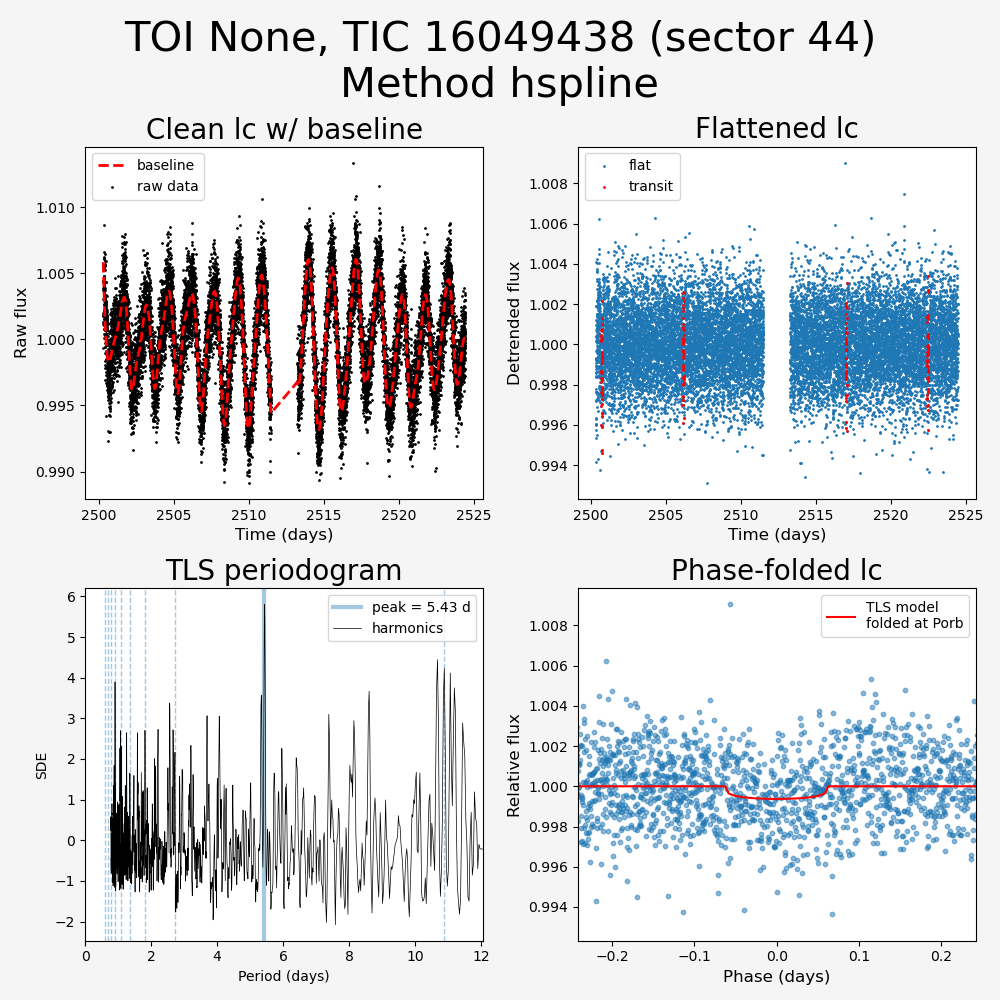 TOI None, TIC 16049438 (sector 44)
Method hspline
Clean lc w/ baseline
baseline
raw data
1.010
1.005
1.000
0.995
0.990
Raw flux
2500
2505
2510
2515
2520
2525
Time (days)
Flattened lc
flat
transit
1.008
1.006
1.004
1.002
1.000
0.998
0.996
0.994
Detrended flux
2500
2505
2510
2515
2520
2525
Time (days)
TLS periodogram
peak = 5.43 d
harmonics
6
5
4
3
2
1
0
−1
−2
SDE
0
2
4
6
8
10
12
Period (days)
Phase-folded lc
TLS model
folded at Porb
1.008
1.006
1.004
1.002
1.000
0.998
0.996
0.994
Relative flux
−0.2
−0.1
0.0
0.1
0.2
Phase (days)